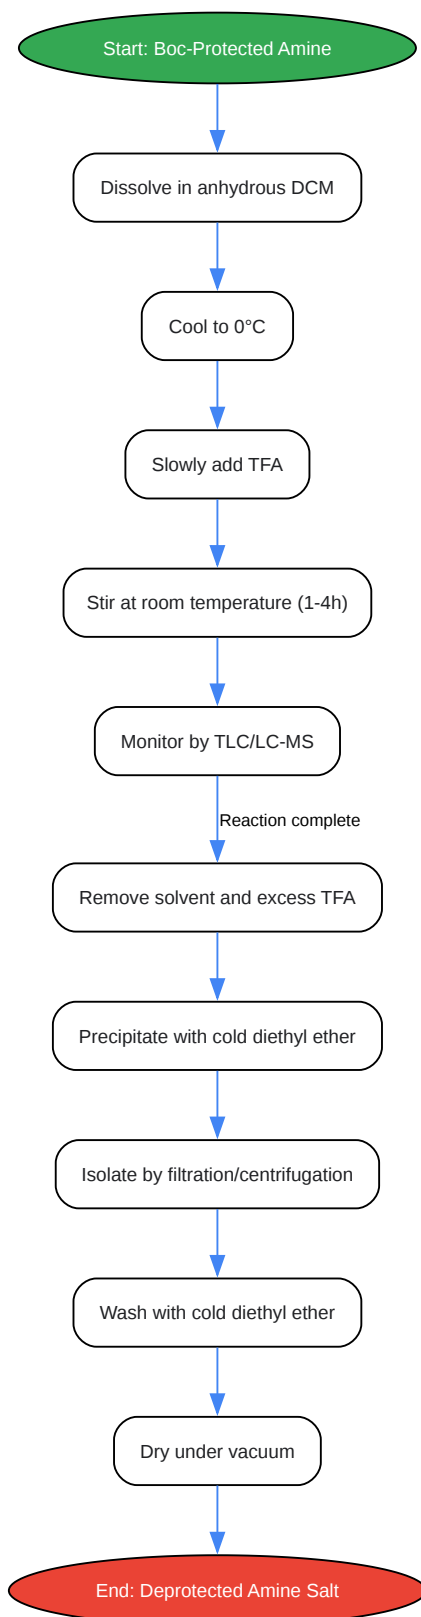 Start: Boc-Protected Amine
Dissolve in anhydrous DCM
Cool to 0°C
Slowly add TFA
Stir at room temperature (1-4h)
Monitor by TLC/LC-MS
Reaction complete
Remove solvent and excess TFA
Precipitate with cold diethyl ether
Isolate by filtration/centrifugation
Wash with cold diethyl ether
Dry under vacuum
End: Deprotected Amine Salt